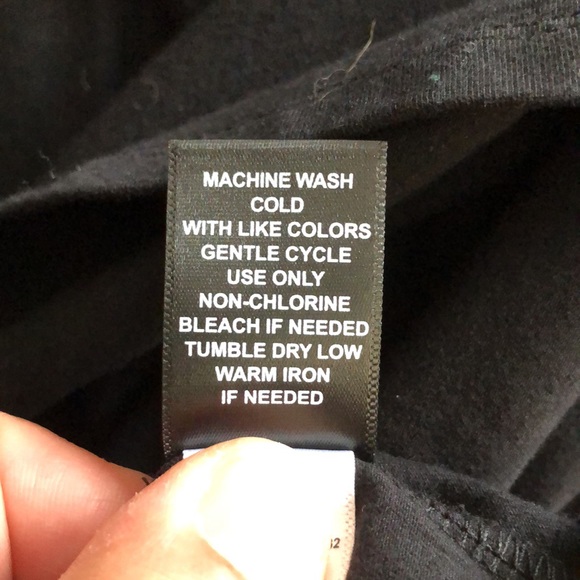 MACHINE WASH
COLD
WITH LIKE COLORS
GENTLE CYCLE
USE ONLY
NON-CHLORINE
BLEACH IF NEEDED
TUMBLE DRY LOW
WARM IRON
IF NEEDED